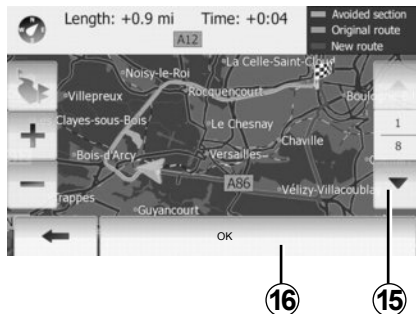 Length: +0.9 mi Time: +0:04
A12
Avoided section
Original route
New route
La Celle-Saint-Cloud
Noisy-le-Roi
Villepreux
Rocquencourt
Clayes-sous-Bois
Le Chesnay
1
8
Chaville
Bois-d'Arcy
Versailles
A86
Vélizy-Villacoubla
Trappes
Guyancourt
OK
16
15